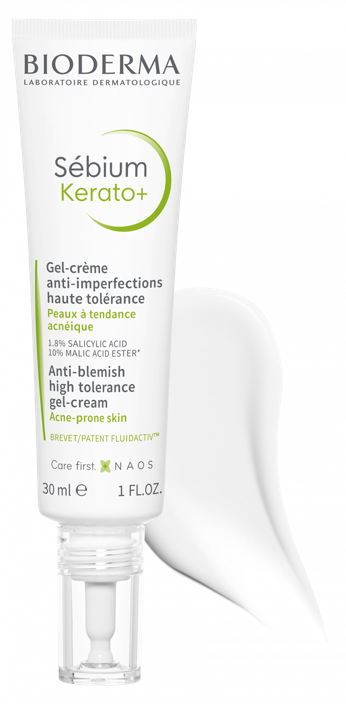 BIODERMA
LABORATOIRE DERMATOLOGIQUE
Sébium
Kerato+
Gel-crème
anti-imperfections
haute tolérance
Peaux à tendance
acnéique
1.8% SALICYLIC ACID
10% MALIC ACID ESTER*
Anti-blemish
high tolerance
gel-cream
Acne-prone skin
BREVET/PATENT FLUIDACTIV™
Care first. NAOS
30 ml ℮ 1 FL.OZ.